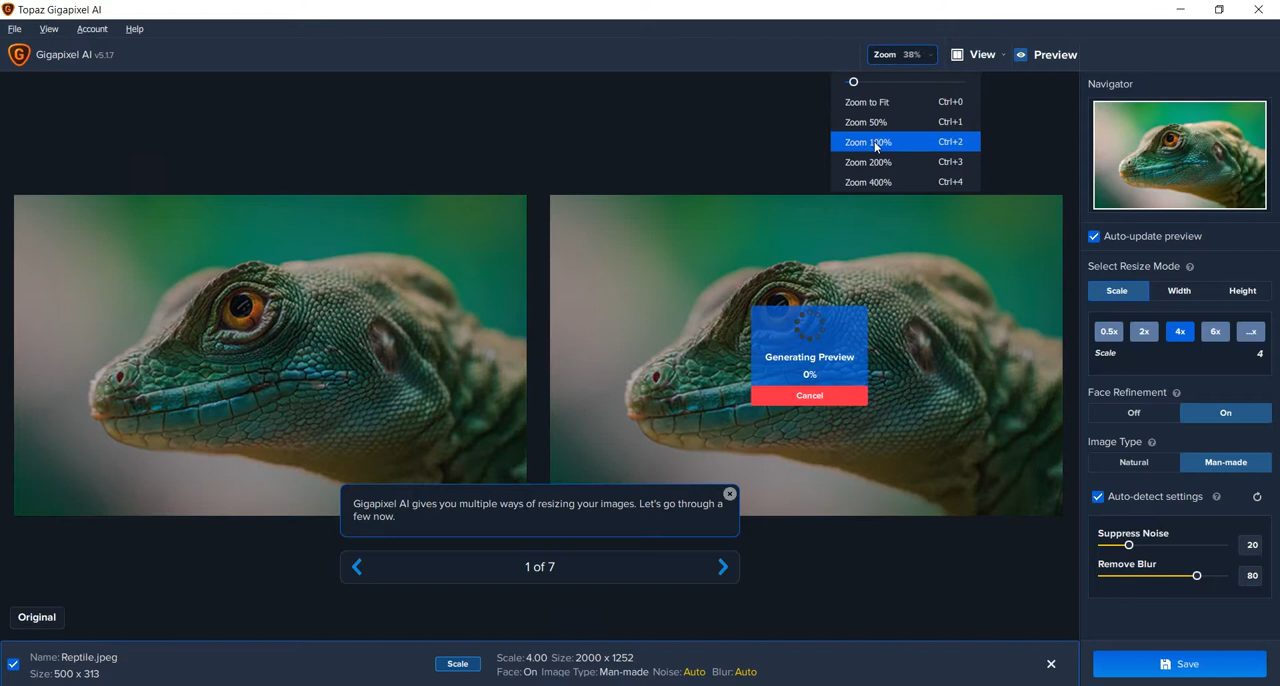 Topaz Gigapixel AI
File View Account Help
Gigapixel AI v5.1.7
Zoom 38% View Preview
Zoom to Fit Ctrl+0
Zoom 50% Ctrl+1
Zoom 100% Ctrl+2
Zoom 200% Ctrl+3
Zoom 400% Ctrl+4
Navigator
Auto-update preview
Select Resize Mode
Scale Width Height
0.5x 2x 4x 6x ...x
Scale 4
Face Refinement
Off On
Image Type
Natural Man-made
Auto-detect settings
Suppress Noise
20
Remove Blur
80
Generating Preview
0%
Cancel
Gigapixel AI gives you multiple ways of resizing your images. Let's go through a
few now.
1 of 7
Original
Name: Reptile.jpeg
Size: 500 x 313
Scale
Scale: 4.00 Size: 2000 x 1252
Face: On Image Type: Man-made Noise: Auto Blur: Auto
Save